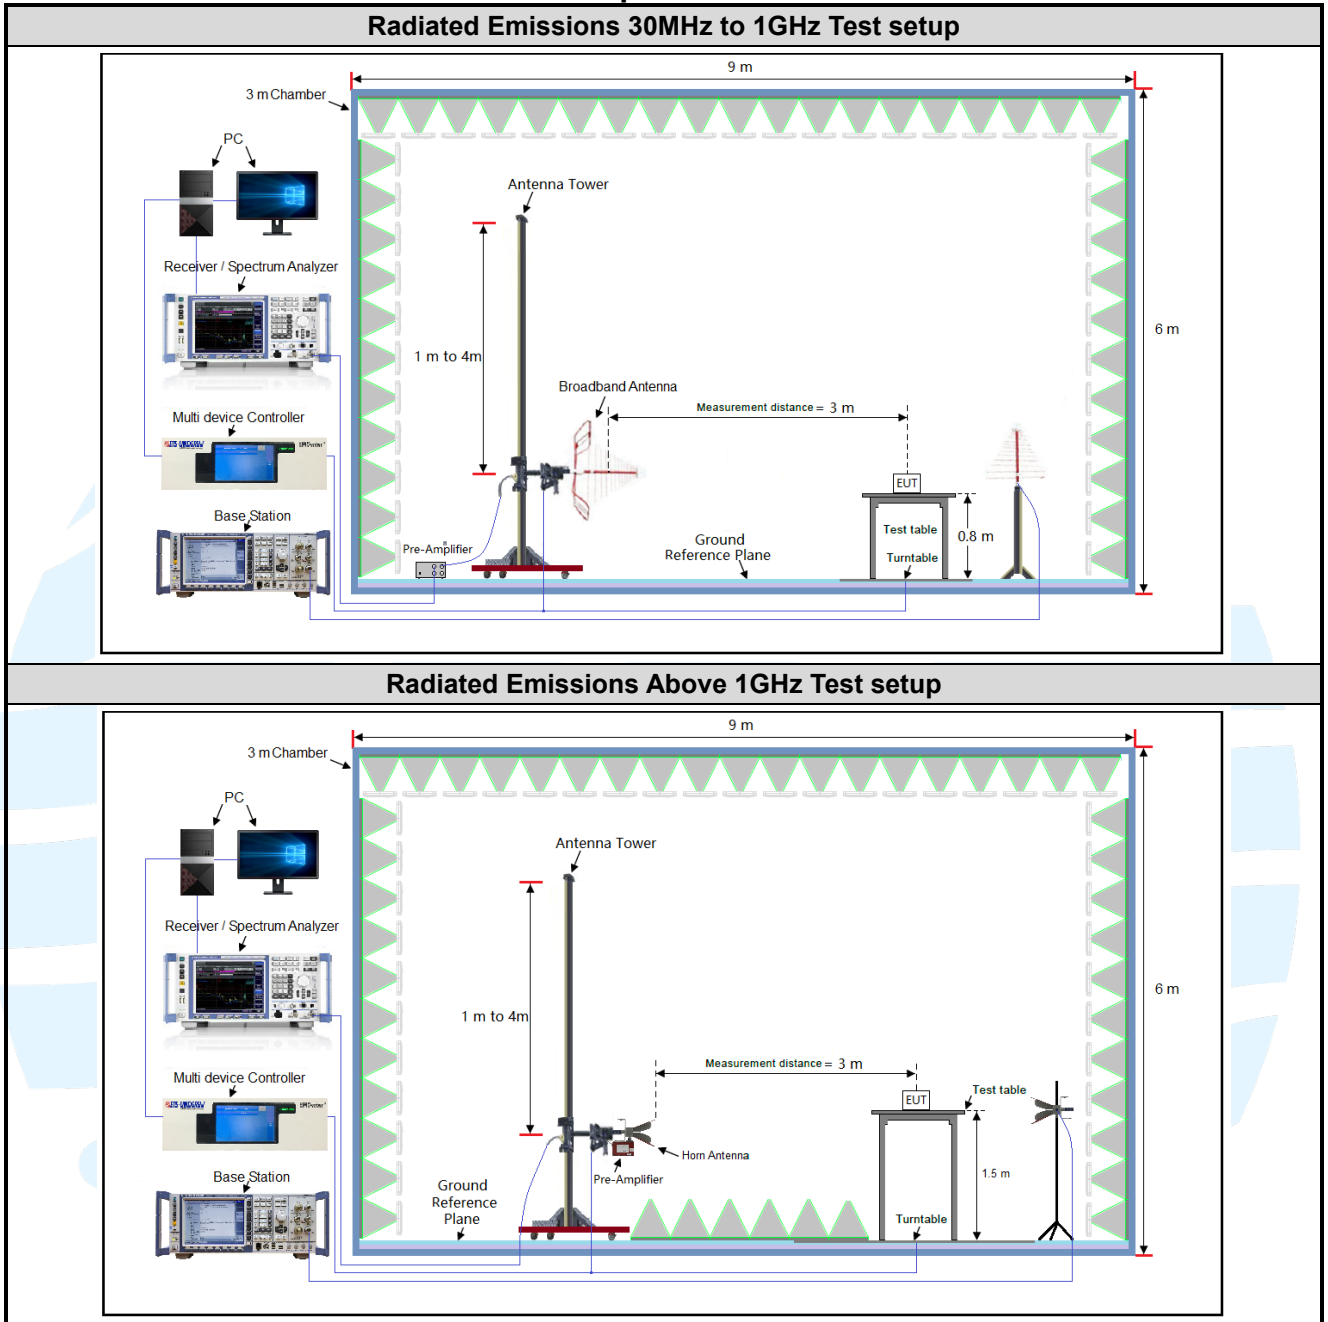 Radiated Emissions 30MHz to 1GHz Test setup
9 m
3 m Chamber
PC
Antenna Tower
Receiver / Spectrum Analyzer
6 m
1 m to 4m
Broadband Antenna
Measurement distance = 3 m
Multi device Controller
EUT
Base Station
Test table
0.8 m
Ground
Reference Plane
Pre-Amplifier
Turntable
Radiated Emissions Above 1GHz Test setup
9 m
3 m Chamber
PC
Antenna Tower
Receiver / Spectrum Analyzer
6 m
1 m to 4m
Measurement distance = 3 m
Multi device Controller
EUT
Test table
Horn Antenna
Pre-Amplifier
1.5 m
Base Station
Ground
Reference
Plane
Turntable